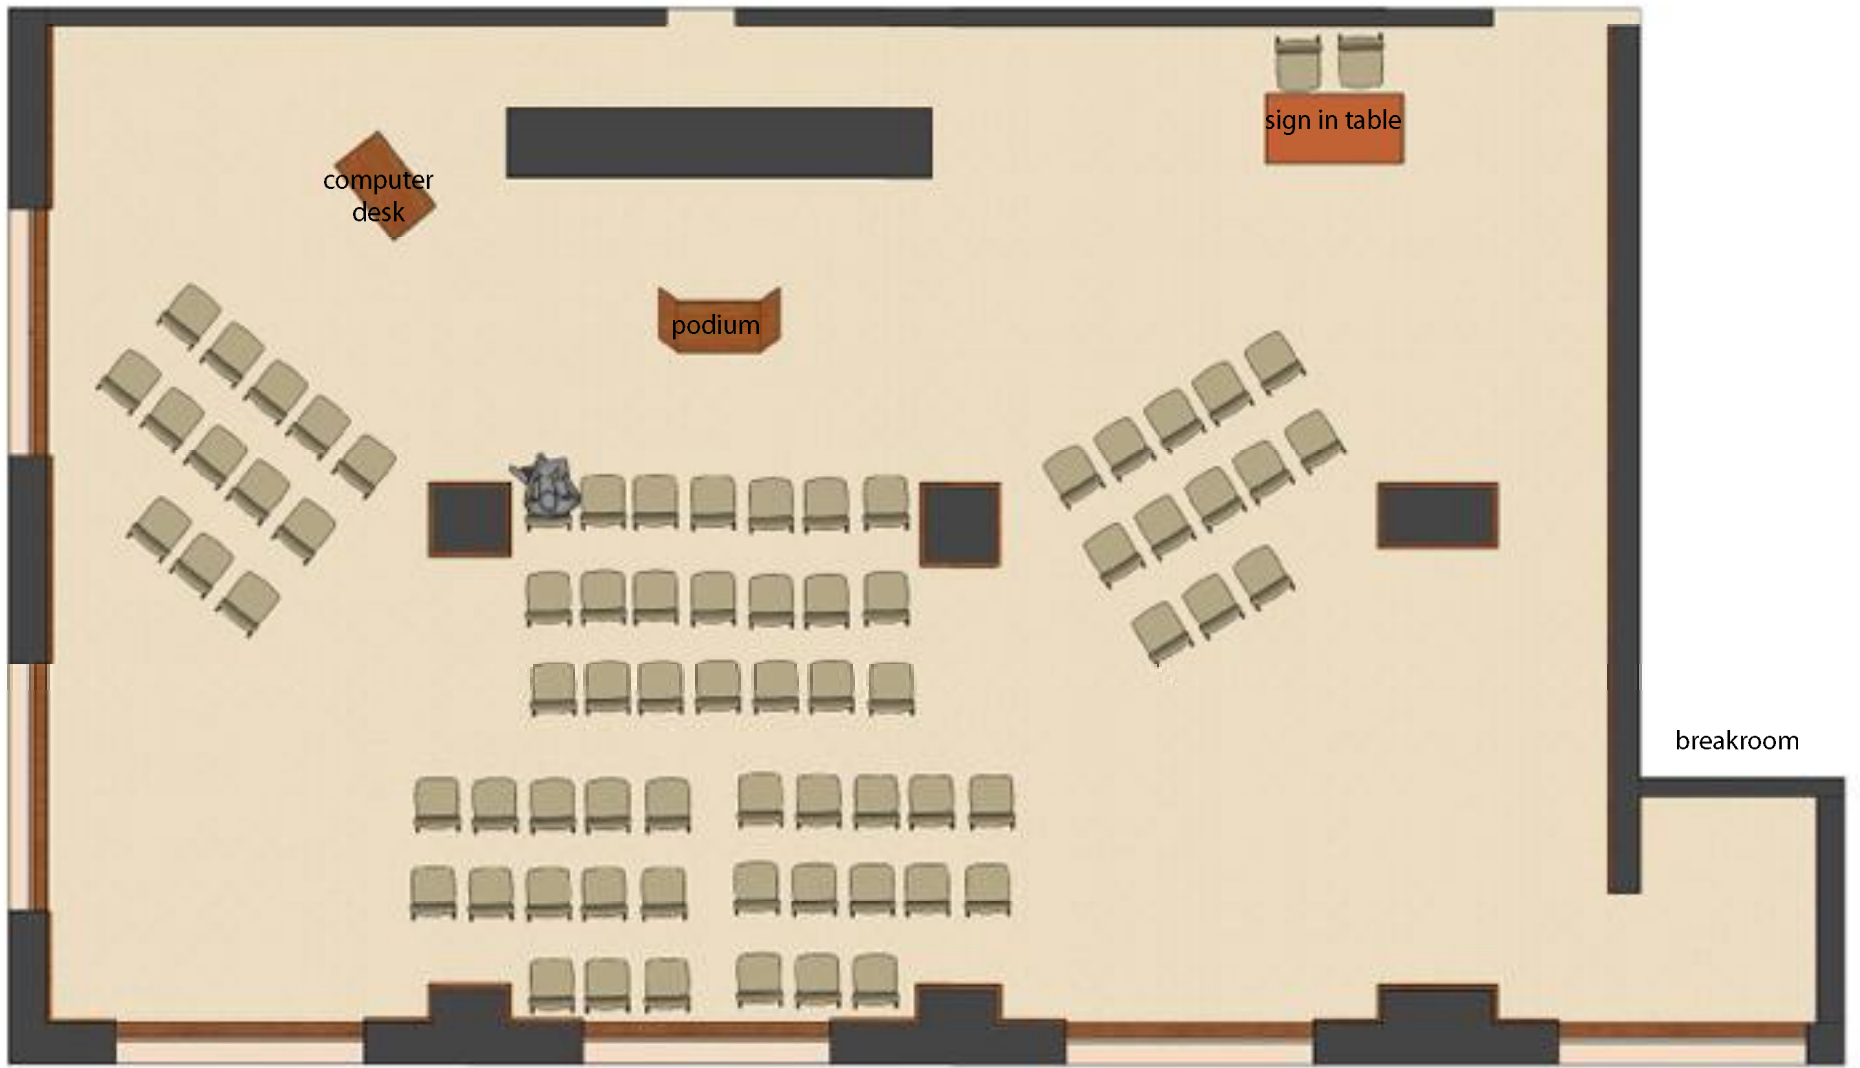 sign in table
computer
desk
podium
breakroom